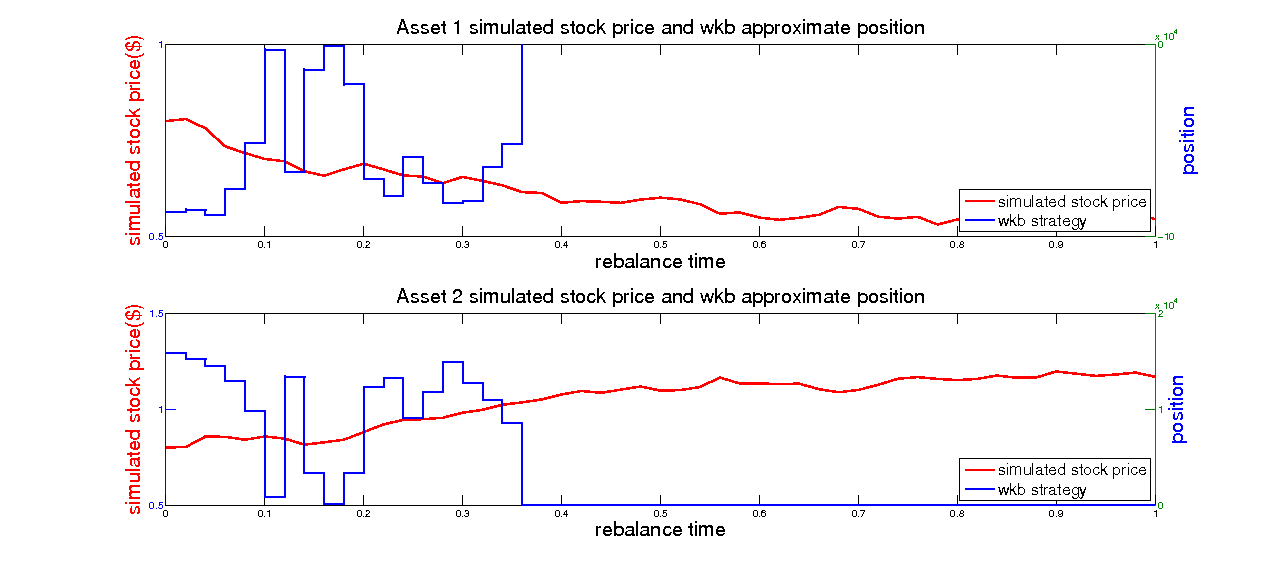 Asset 1 simulated stock price and wkb approximate position
x 10^4
1
0
simulated stock price($)
position
simulated stock price
wkb strategy
0.5
-10
0 0.1 0.2 0.3 0.4 0.5 0.6 0.7 0.8 0.9 1
rebalance time
Asset 2 simulated stock price and wkb approximate position
x 10^4
1.5
2
simulated stock price($)
1
1
position
simulated stock price
wkb strategy
0.5
0
0 0.1 0.2 0.3 0.4 0.5 0.6 0.7 0.8 0.9 1
rebalance time